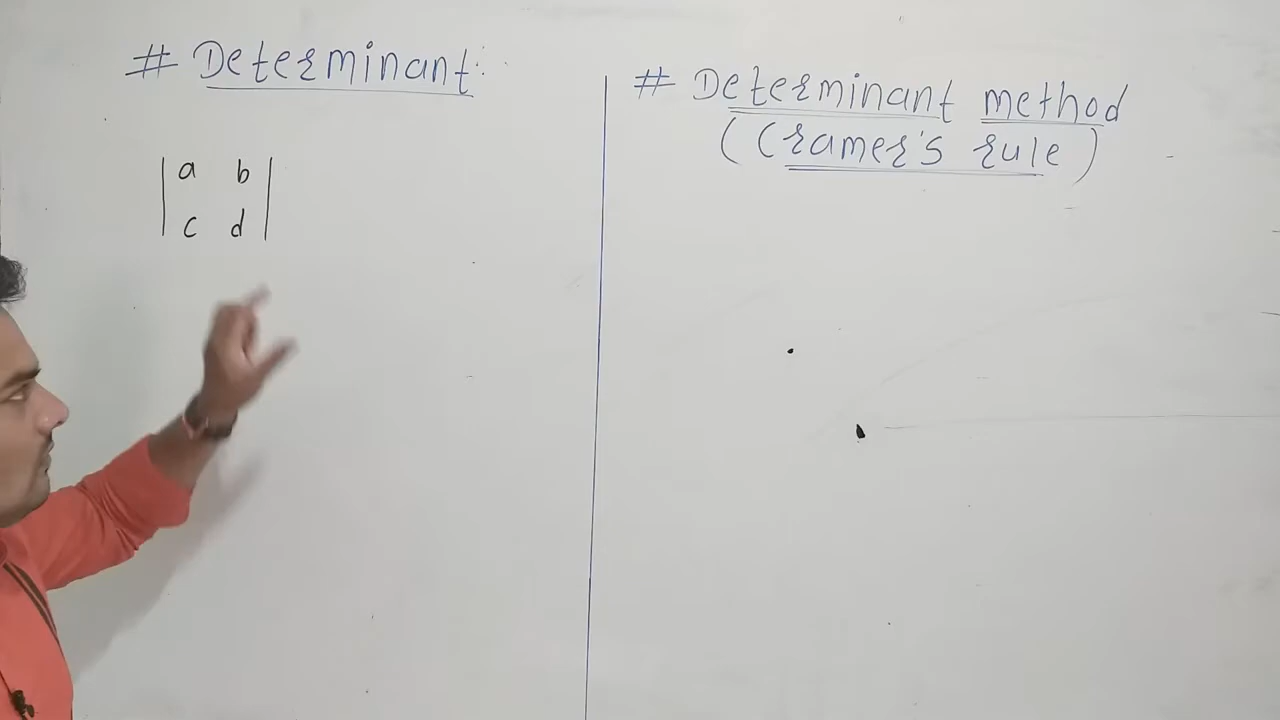 # Determinant:
|a b|
|c d|
# Determinant method
(Cramer's rule)